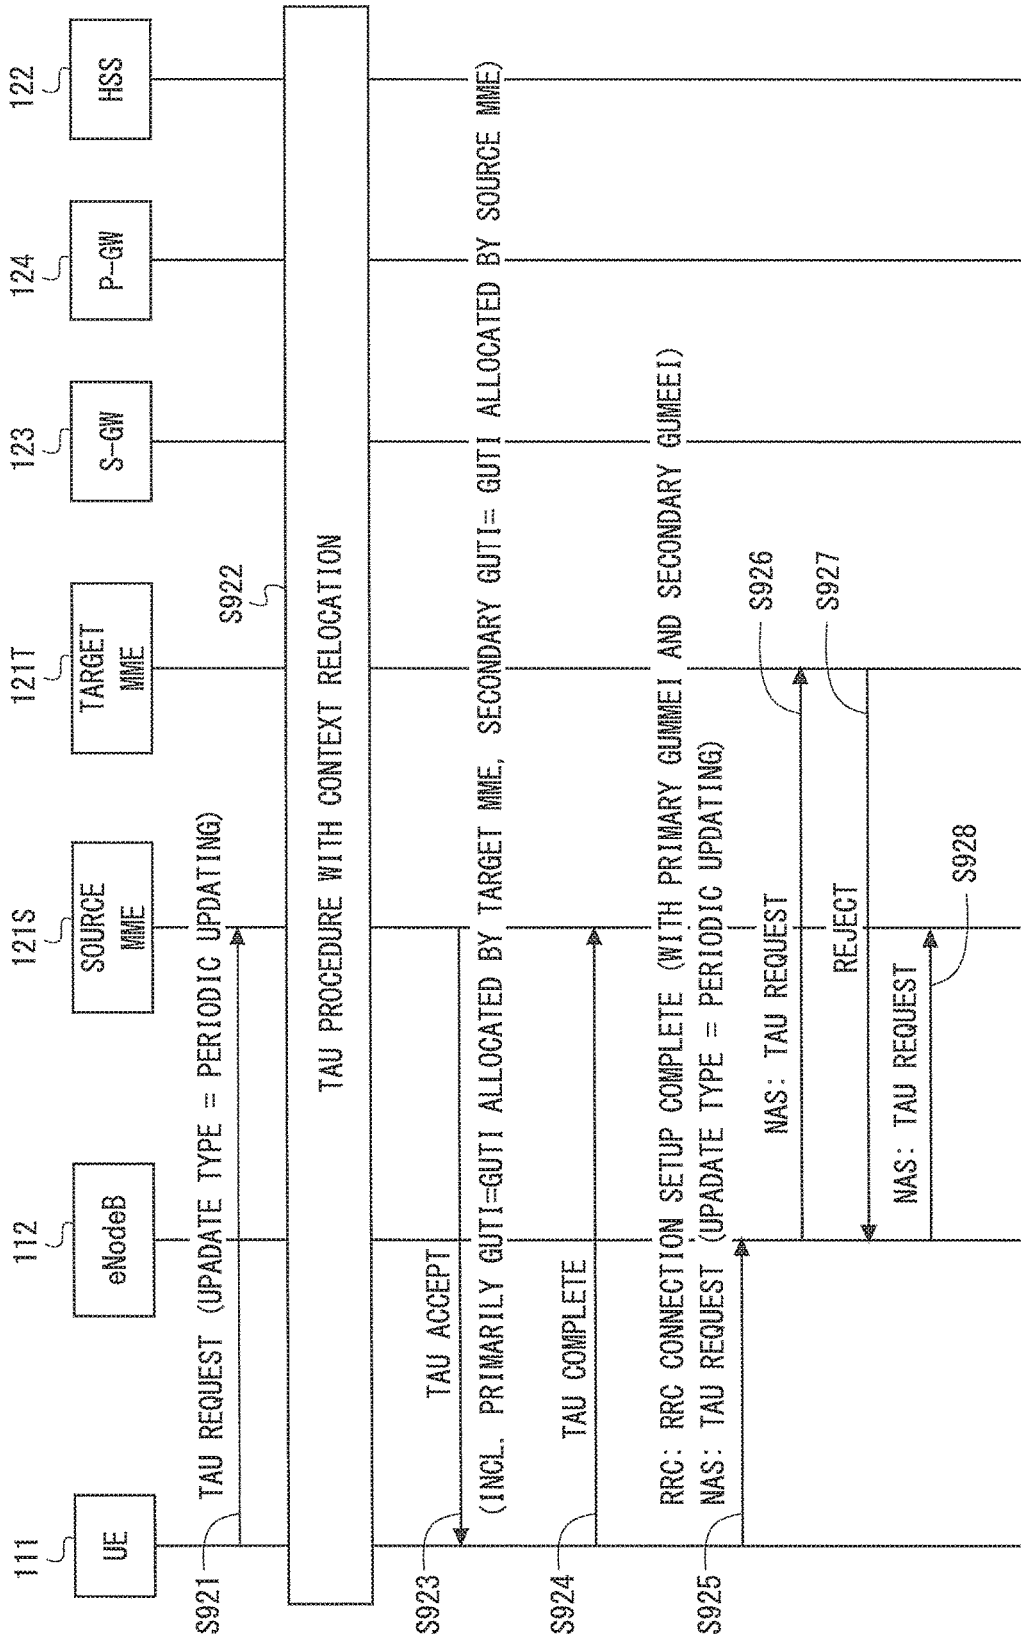 111
112
121S
121T
123
124
122
UE
eNodeB
SOURCE
MME
TARGET
MME
S-GW
P-GW
HSS
S921
TAU REQUEST (UPADATE TYPE = PERIODIC UPDATING)
S922
TAU PROCEDURE WITH CONTEXT RELOCATION
S923
TAU ACCEPT
(INCL. PRIMARILY GUTI=GUTI ALLOCATED BY TARGET MME, SECONDARY GUTI= GUTI ALLOCATED BY SOURCE MME)
S924
TAU COMPLETE
S925
RRC: RRC CONNECTION SETUP COMPLETE (WITH PRIMARY GUMMEI AND SECONDARY GUMEEI)
NAS: TAU REQUEST (UPADATE TYPE = PERIODIC UPDATING)
NAS: TAU REQUEST
S926
REJECT
S927
NAS: TAU REQUEST
S928